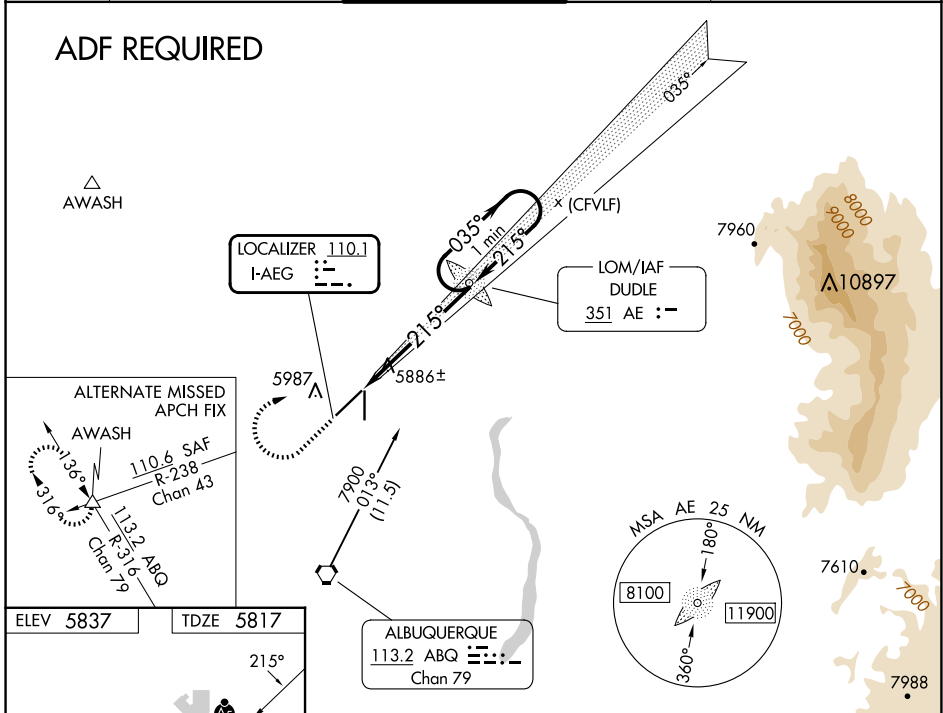 ADF REQUIRED
035°
AWASH
(CFVLF)
035°
1 min
215°
7960
8000
9000
LOCALIZER 110.1
I-AEG
LOM/IAF
DUDLE
351 AE
10897
7000
215°
5886±
5987
ALTERNATE MISSED
APCH FIX
AWASH
136°
316°
110.6 SAF
R-238
Chan 43
113.2 ABQ
R-316
Chan 79
7900
013°
(11.5)
MSA AE 25 NM
180°
8100
11900
360°
7610
7000
ELEV 5837
TDZE 5817
ALBUQUERQUE
113.2 ABQ
Chan 79
215°
7988